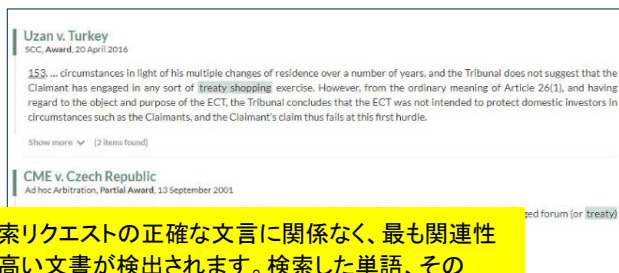 Uzan v. Turkey
SCC, Award, 20 April 2016
153. ... circumstances in light of his multiple changes of residence over a number of years, and the Tribunal does not suggest that the
Claimant has engaged in any sort of treaty shopping exercise. However, from the ordinary meaning of Article 26(1), and having
regard to the object and purpose of the ECT, the Tribunal concludes that the ECT was not intended to protect domestic investors in
circumstances such as the Claimants, and the Claimant's claim thus fails at this first hurdle.
Show more (2 items found)
CME v. Czech Republic
Ad hoc Arbitration, Partial Award, 13 September 2001
ged forum (or treaty)
索リクエストの正確な文言に関係なく、最も関連性
高い文書が検出されます。検索した単語、その